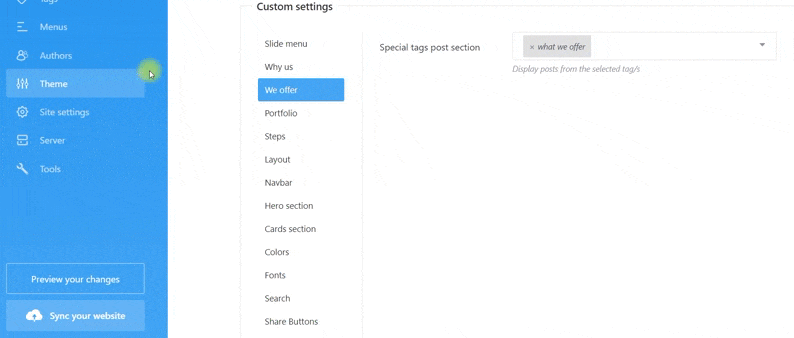 Tags
Menus
Authors
Theme
Site settings
Server
Tools
Preview your changes
Sync your website
Custom settings
Slide menu
Why us
We offer
Portfolio
Steps
Layout
Navbar
Hero section
Cards section
Colors
Fonts
Search
Share Buttons
Special tags post section
× what we offer
Display posts from the selected tag/s